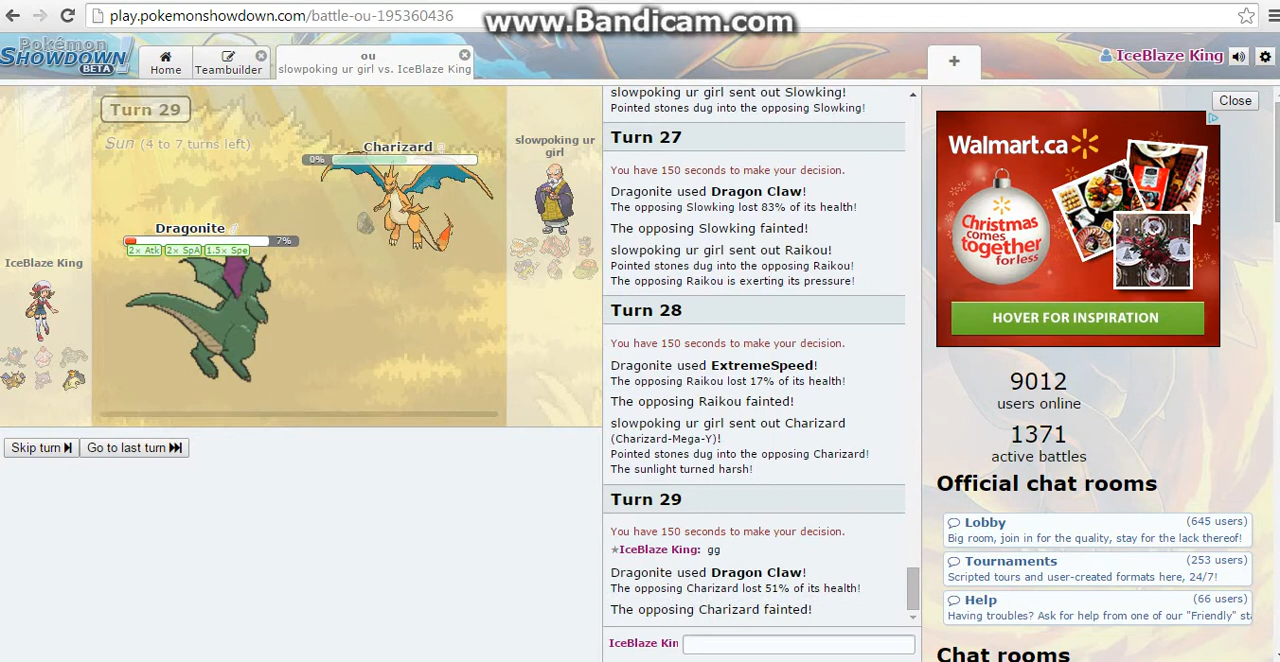 play.pokemonshowdown.com/battle-ou-195360436
www.Bandicam.com
Pokémon
SHOWDOWN
BETA
Home
Teambuilder
ou
slowpoking ur girl vs. IceBlaze King
+
IceBlaze King
Turn 29
Sun (4 to 7 turns left)
Charizard
0%
Dragonite
7%
2× Atk 2× SpA 1.5× Spe
IceBlaze King
slowpoking ur
girl
Skip turn
Go to last turn
slowpoking ur girl sent out Slowking!
Pointed stones dug into the opposing Slowking!
Turn 27
You have 150 seconds to make your decision.
Dragonite used Dragon Claw!
The opposing Slowking lost 83% of its health!
The opposing Slowking fainted!
slowpoking ur girl sent out Raikou!
Pointed stones dug into the opposing Raikou!
The opposing Raikou is exerting its pressure!
Turn 28
You have 150 seconds to make your decision.
Dragonite used ExtremeSpeed!
The opposing Raikou lost 17% of its health!
The opposing Raikou fainted!
slowpoking ur girl sent out Charizard
(Charizard-Mega-Y)!
Pointed stones dug into the opposing Charizard!
The sunlight turned harsh!
Turn 29
You have 150 seconds to make your decision.
★IceBlaze King: gg
Dragonite used Dragon Claw!
The opposing Charizard lost 51% of its health!
The opposing Charizard fainted!
IceBlaze Kin
Close
Walmart.ca
CHRISTMAS
COMES
together
for less
HOVER FOR INSPIRATION
9012
users online
1371
active battles
Official chat rooms
Lobby (645 users)
Big room, join in for the quality, stay for the lack thereof!
Tournaments (253 users)
Scripted tours and user-created formats here, 24/7!
Help (66 users)
Having troubles? Ask for help from one of our "Friendly" sta
Chat rooms